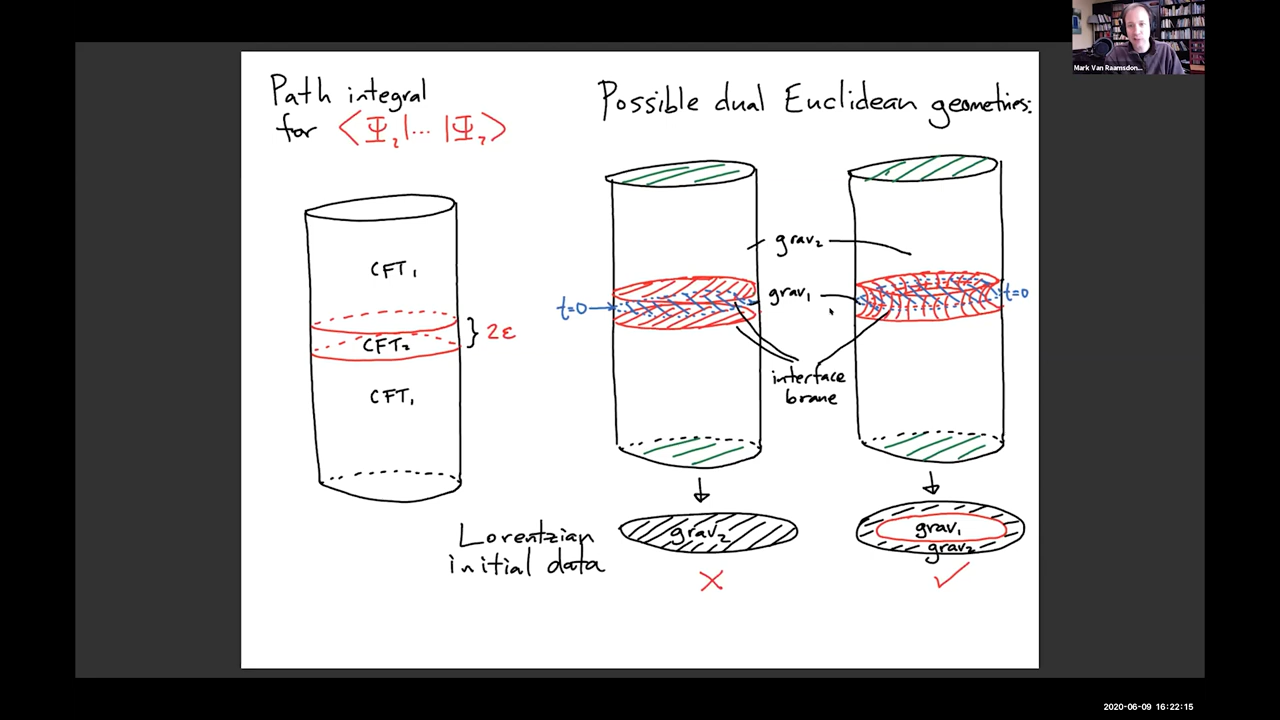 Path integral
for ⟨Ψ₂|... |Ψ₂⟩
CFT₁
CFT₂
} 2ε
CFT₁
Possible dual Euclidean geometries:
grav₂
grav₁
t=0
t=0
interface
brane
Lorentzian
initial data
grav₂
grav₁
grav₂
Mark Van Raamsdon...
2020-06-09 16:22:15